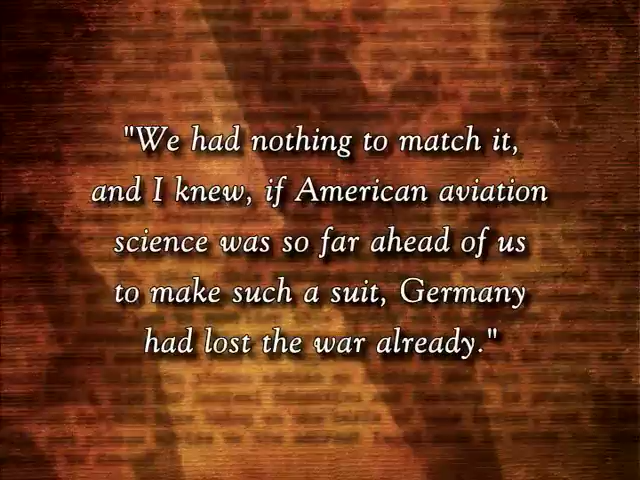 "We had nothing to match it,
and I knew, if American aviation
science was so far ahead of us
to make such a suit, Germany
had lost the war already."